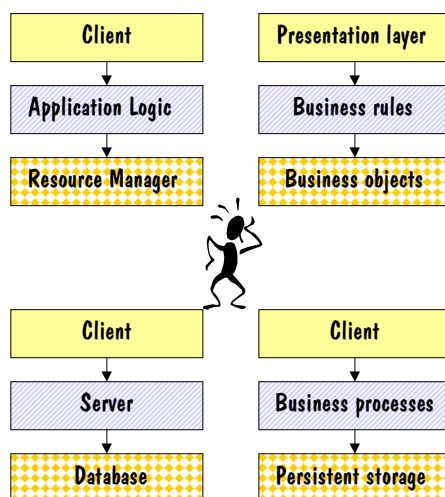 Client
Application Logic
Resource Manager
Presentation layer
Business rules
Business objects
Client
Server
Database
Client
Business processes
Persistent storage